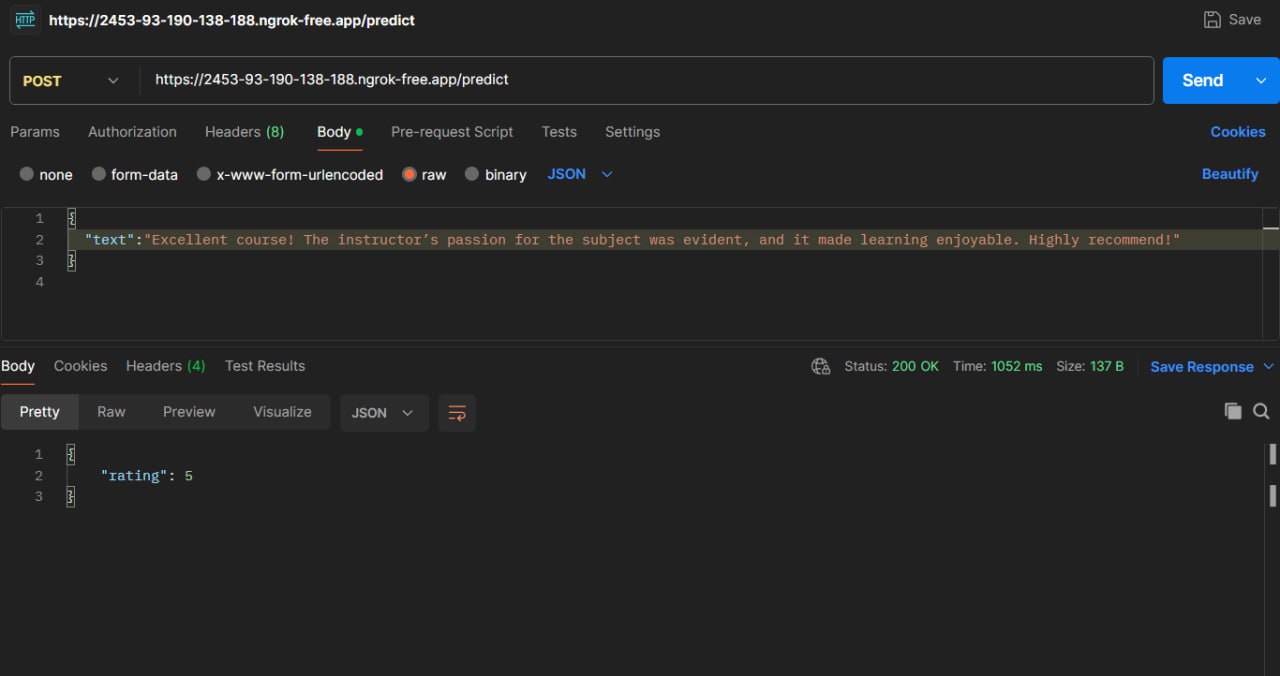 HTTP https://2453-93-190-138-188.ngrok-free.app/predict Save
POST https://2453-93-190-138-188.ngrok-free.app/predict Send
Params Authorization Headers (8) Body Pre-request Script Tests Settings Cookies
none form-data x-www-form-urlencoded raw binary JSON Beautify
1 {
2 "text":"Excellent course! The instructor’s passion for the subject was evident, and it made learning enjoyable. Highly recommend!"
3 }
4
Body Cookies Headers (4) Test Results Status: 200 OK Time: 1052 ms Size: 137 B Save Response
Pretty Raw Preview Visualize JSON
1 {
2 "rating": 5
3 }